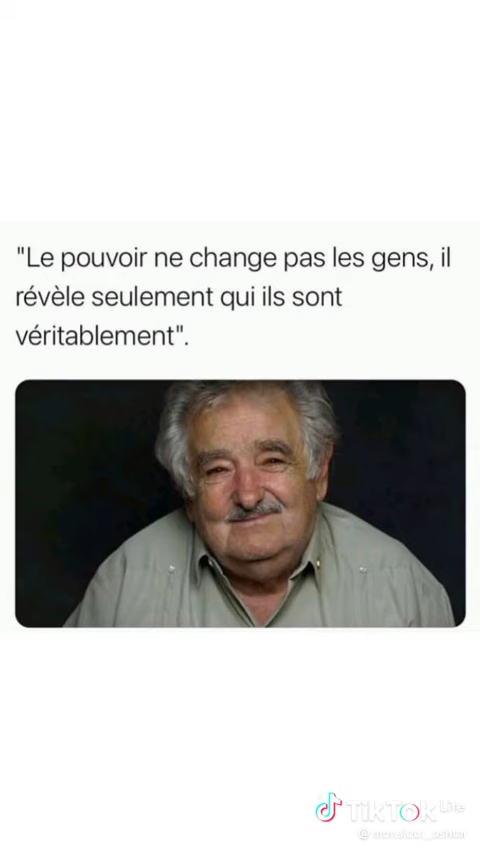 "Le pouvoir ne change pas les gens, il
révèle seulement qui ils sont
véritablement".
TikTok Lite